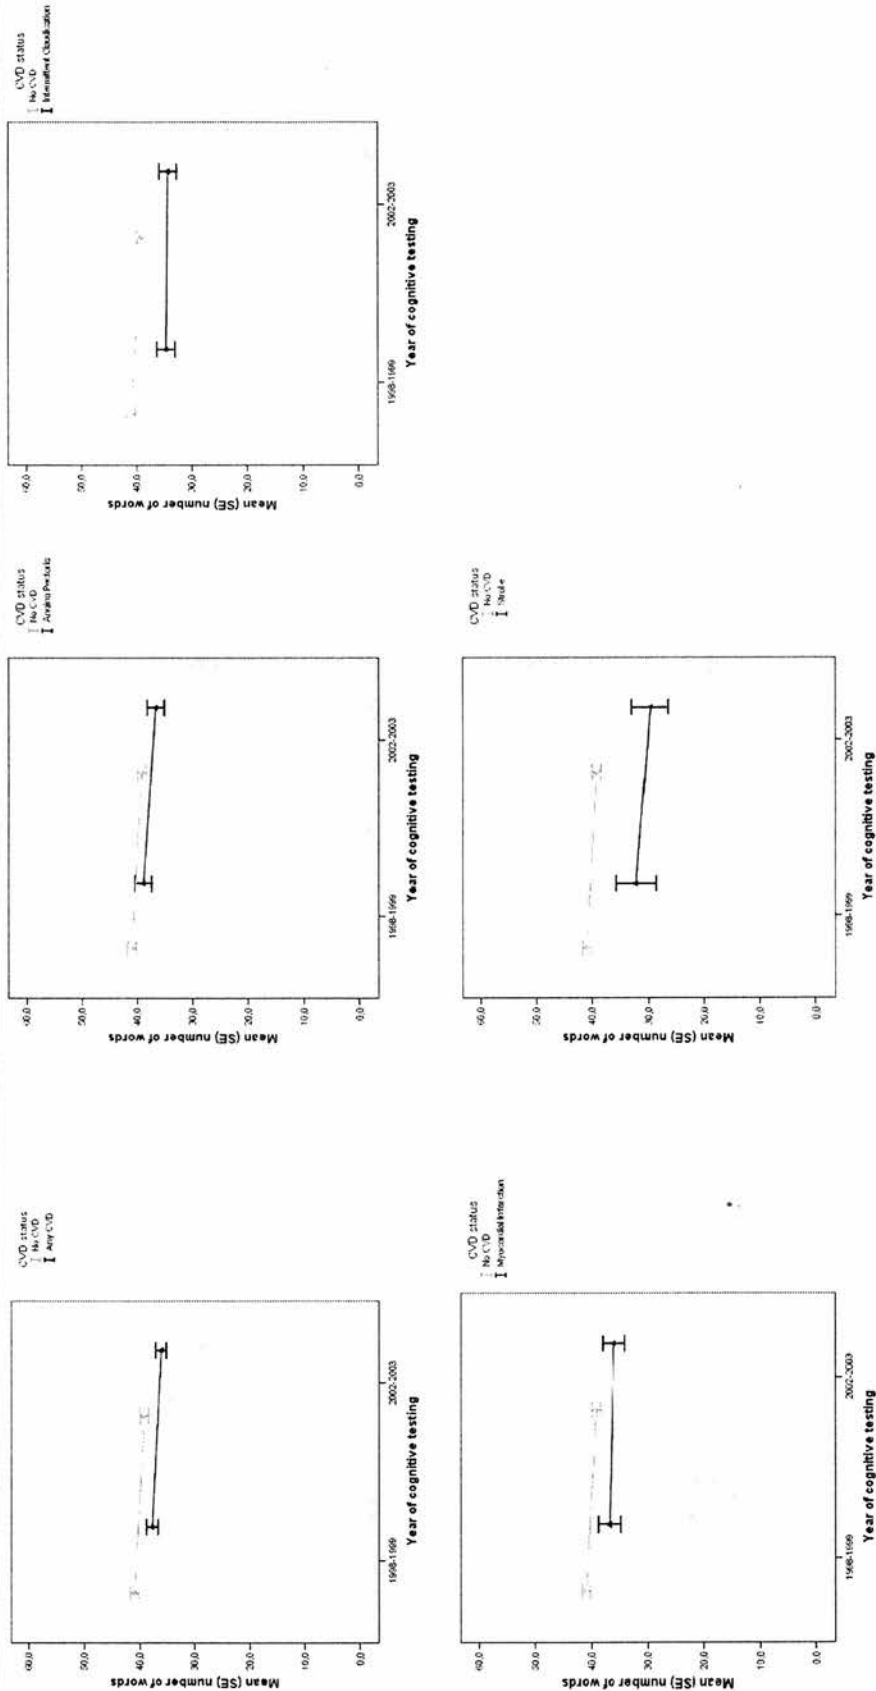 CVD status
No CVD
Any CVD
60.0
50.0
40.0
30.0
20.0
10.0
0.0
Mean (SE) number of words
1998-1999
2002-2003
Year of cognitive testing
CVD status
No CVD
Angina Pectoris
60.0
50.0
40.0
30.0
20.0
10.0
0.0
Mean (SE) number of words
1998-1999
2002-2003
Year of cognitive testing
CVD status
No CVD
Intermittent Claudication
60.0
50.0
40.0
30.0
20.0
10.0
0.0
Mean (SE) number of words
1998-1999
2002-2003
Year of cognitive testing
CVD status
No CVD
Myocardial Infarction
60.0
50.0
40.0
30.0
20.0
10.0
0.0
Mean (SE) number of words
1998-1999
2002-2003
Year of cognitive testing
CVD status
No CVD
Stroke
60.0
50.0
40.0
30.0
20.0
10.0
0.0
Mean (SE) number of words
1998-1999
2002-2003
Year of cognitive testing